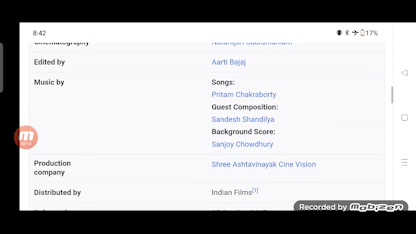 8:42
17%
Edited by
Aarti Bajaj
Music by
Songs:
Pritam Chakraborty
Guest Composition:
Sandesh Shandilya
Background Score:
Sanjoy Chowdhury
Production company
Shree Ashtavinayak Cine Vision
Distributed by
Indian Films[1]
Recorded by Mobizen